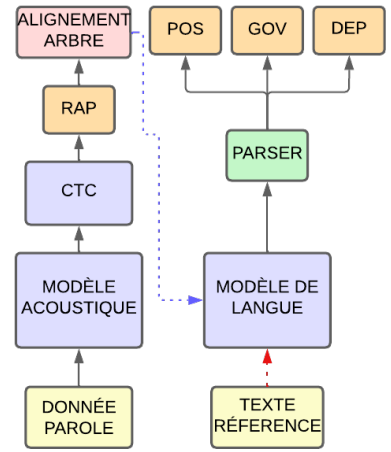 ALIGNEMENT
ARBRE
POS
GOV
DEP
RAP
PARSER
CTC
MODÈLE
ACOUSTIQUE
MODÈLE DE
LANGUE
DONNÉE
PAROLE
TEXTE
RÉFERENCE